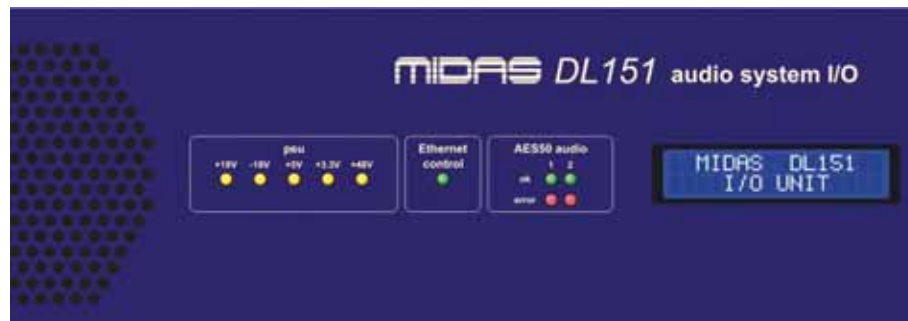 MIDAS DL151 audio system I/O
psu
+18V -18V +5V +3.3V +48V
Ethernet
control
AES50 audio
1 2
ok
error
MIDAS DL151
I/O UNIT